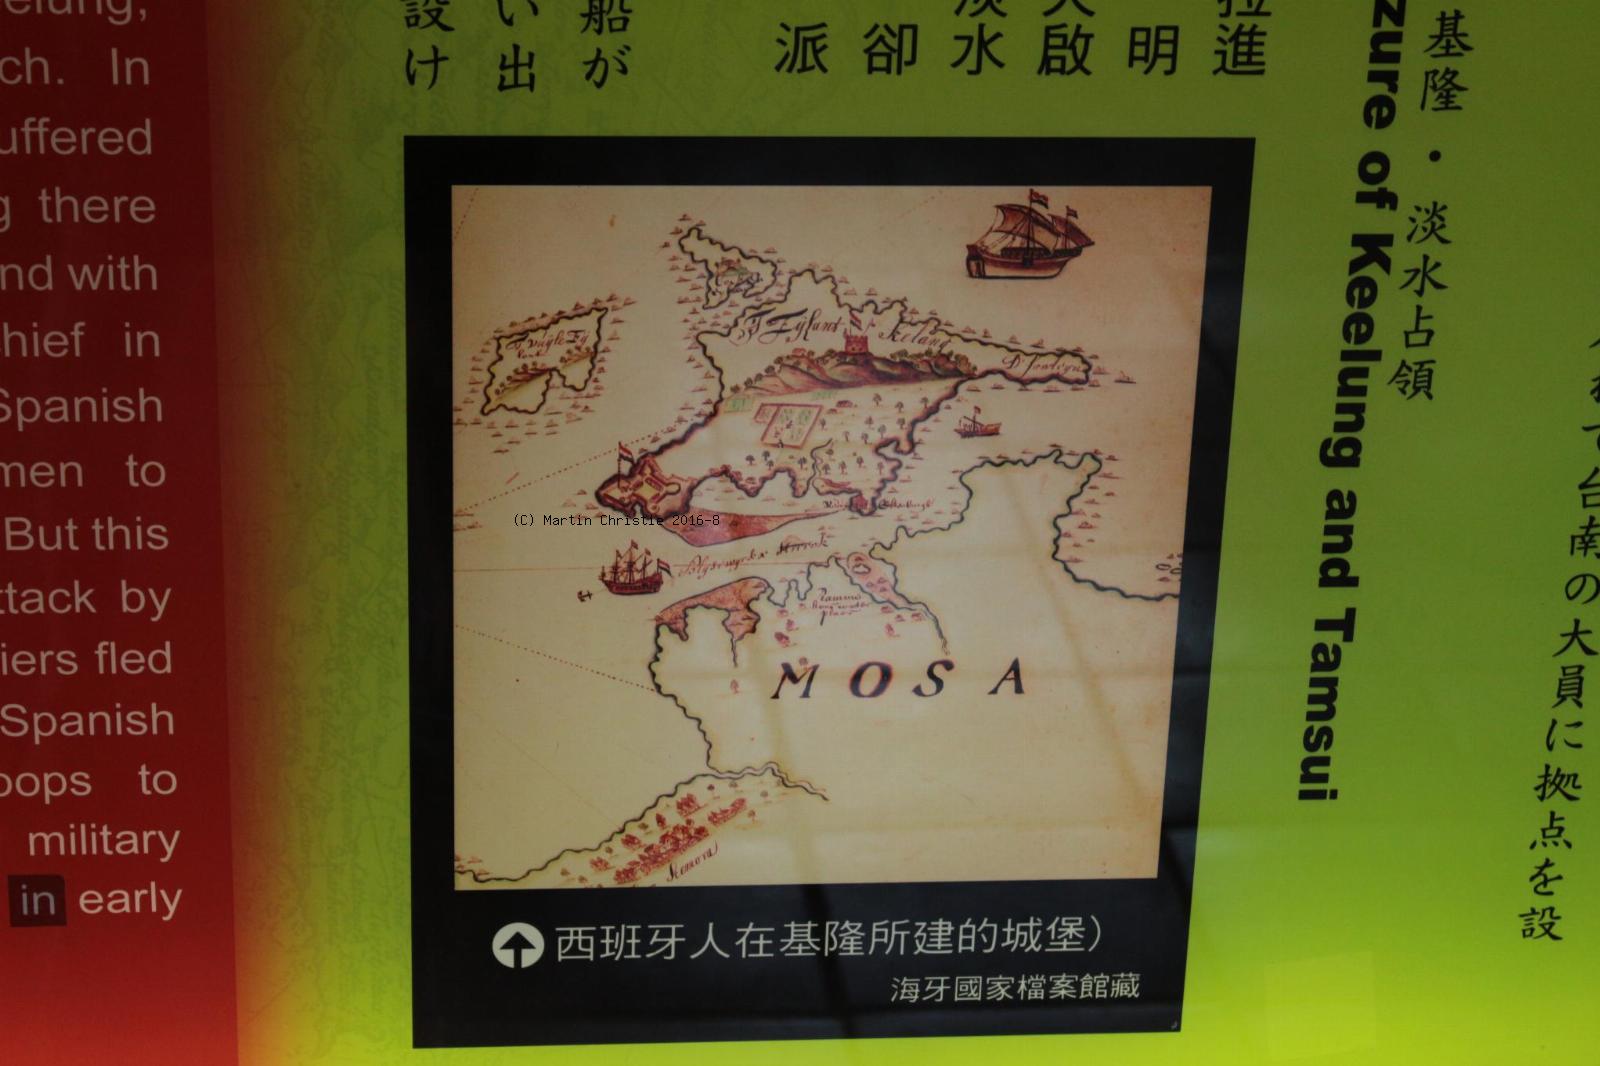 ch. In
uffered
g there
nd with
hief in
Spanish
men to
But this
ttack by
iers fled
Spanish
oops to
military
in early
設け
い出
船が
派
卻
淡水
啟
明
拉進
基隆・淡水占領
zure of Keelung and Tamsui
台南の大員に拠点を設
Eylant Kelang
MOSA
(C) Martin Christie 2016-8
西班牙人在基隆所建的城堡）
海牙國家檔案館藏